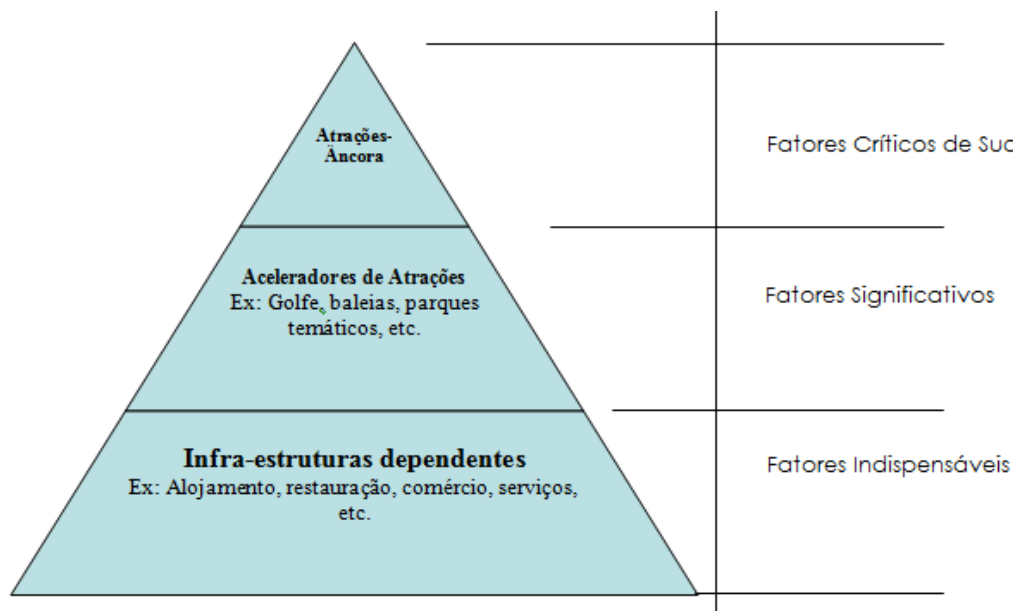 Atrações-
Âncora
Fatores Críticos de Suc
Aceleradores de Atrações
Ex: Golfe, baleias, parques
temáticos, etc.
Fatores Significativos
Infra-estruturas dependentes
Ex: Alojamento, restauração, comércio, serviços,
etc.
Fatores Indispensáveis